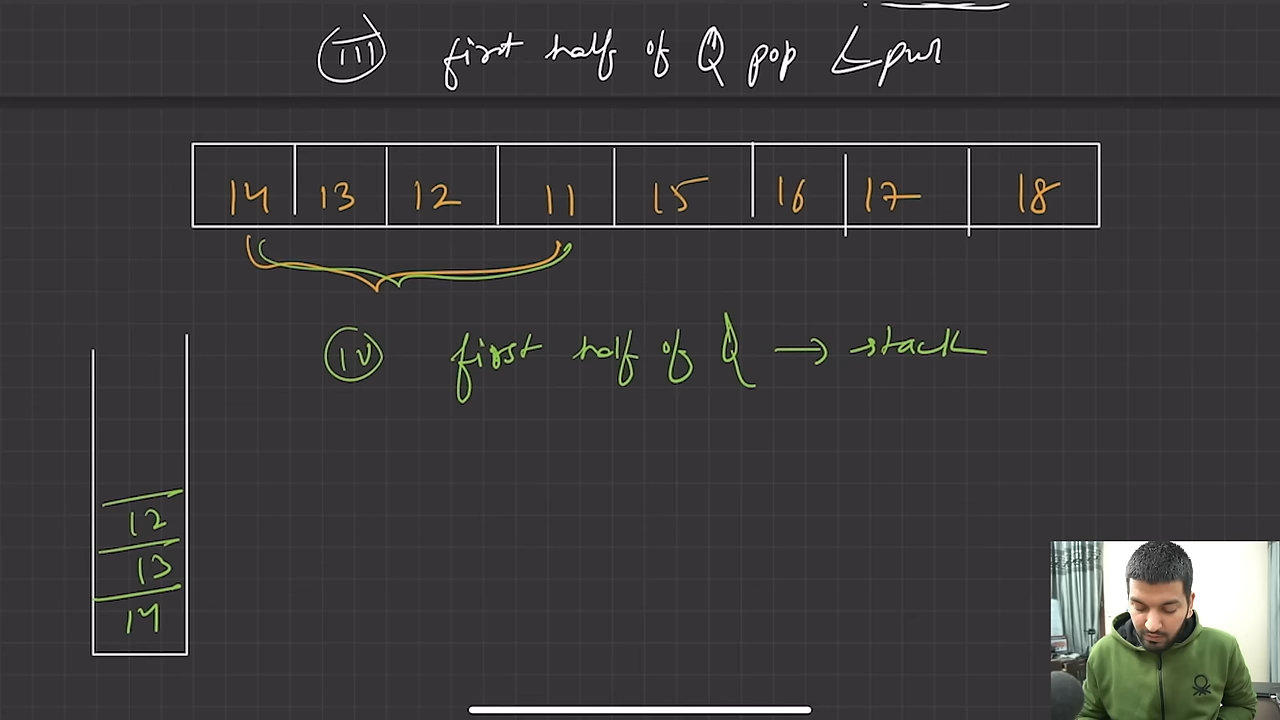 (III) first half of Q pop & push
14 13 12 11 15 16 17 18
(iv) first half of Q → stack
12
13
14